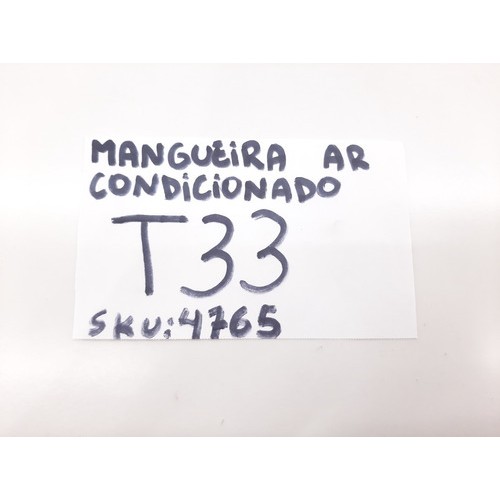 MANGUEIRA AR
CONDICIONADO
T33
SKU:4765